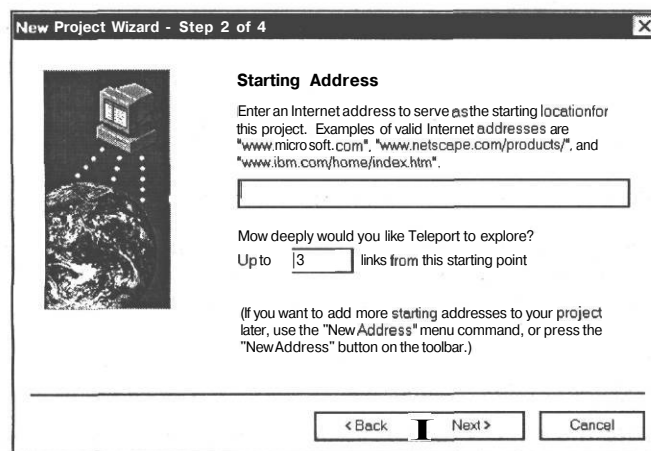 New Project Wizard - Step 2 of 4
Starting Address
Enter an Internet address to serve as the starting location for
this project. Examples of valid Internet addresses are
"www.microsoft.com", "www.netscape.com/products/", and
"www.ibm.com/home/index.htm".
Mow deeply would you like Teleport to explore?
Up to 3 links from this starting point
(If you want to add more starting addresses to your project
later, use the "New Address" menu command, or press the
"New Address" button on the toolbar.)
< Back Next > Cancel